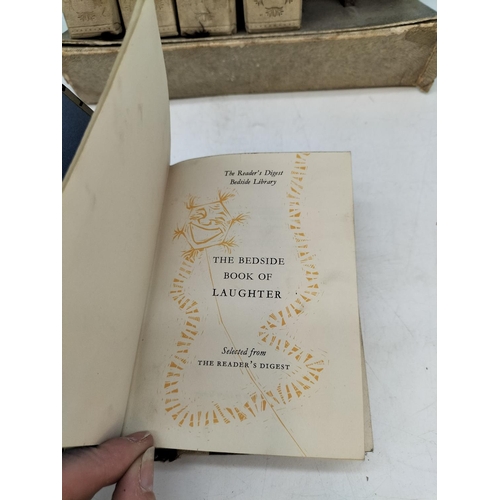 The Reader's Digest
Bedside Library
THE BEDSIDE
BOOK OF
LAUGHTER
Selected from
THE READER'S DIGEST